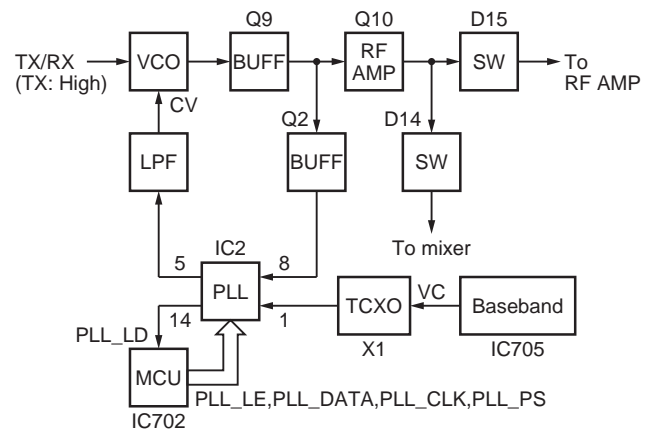 Q9
Q10
D15
TX/RX
(TX: High)
VCO
BUFF
RF
AMP
SW
To
RF AMP
CV
Q2
D14
LPF
BUFF
SW
To mixer
IC2
5
8
PLL
14
1
TCXO
VC
Baseband
X1
IC705
PLL_LD
MCU
PLL_LE,PLL_DATA,PLL_CLK,PLL_PS
IC702